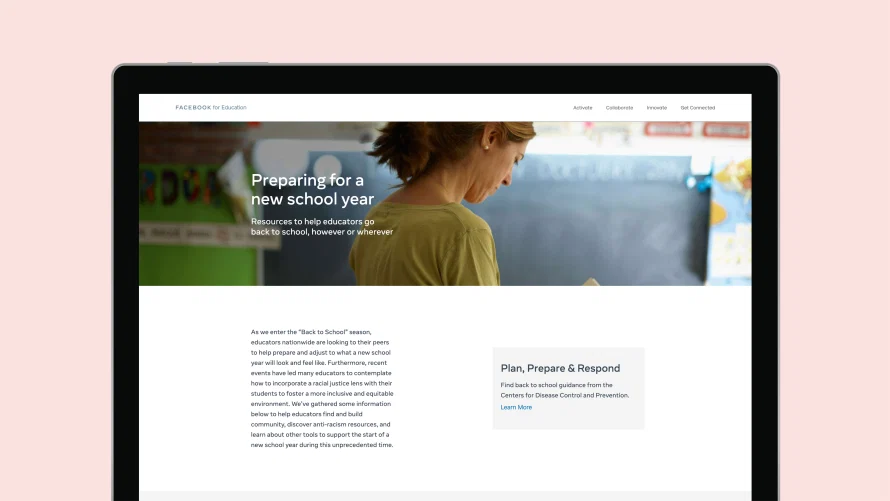 FACEBOOK for Education
Activate Collaborate Innovate Get Connected
Preparing for a
new school year
Resources to help educators go
back to school, however or wherever
As we enter the "Back to School" season,
educators nationwide are looking to their peers
to help prepare and adjust to what a new school
year will look and feel like. Furthermore, recent
events have led many educators to contemplate
how to incorporate a racial justice lens with their
students to foster a more inclusive and equitable
environment. We've gathered some information
below to help educators find and build
community, discover anti-racism resources, and
learn about other tools to support the start of a
new school year during this unprecedented time.
Plan, Prepare & Respond
Find back to school guidance from the
Centers for Disease Control and Prevention.
Learn More